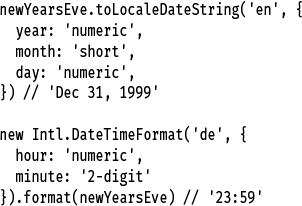 newYearsEve.toLocaleDateString('en', {
  year: 'numeric',
  month: 'short',
  day: 'numeric',
}) // 'Dec 31, 1999'

new Intl.DateTimeFormat('de', {
  hour: 'numeric',
  minute: '2-digit'
}).format(newYearsEve) // '23:59'